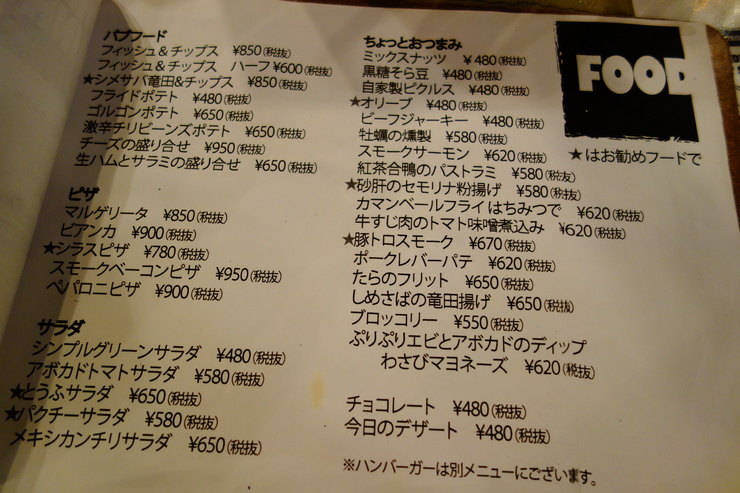 パブフード
フィッシュ&チップス ¥850(税抜)
フィッシュ&チップス ハーフ¥600(税抜)
★シメサバ竜田&チップス ¥850(税抜)
フライドポテト ¥480(税抜)
ゴルゴンポテト ¥650(税抜)
激辛チリビーンズポテト ¥650(税抜)
チーズの盛り合せ ¥950(税抜)
生ハムとサラミの盛り合せ ¥650(税抜)
ピザ
マルゲリータ ¥850(税抜)
ビアンカ ¥900(税抜)
★シラスピザ ¥780(税抜)
スモークベーコンピザ ¥950(税抜)
ペパロニピザ ¥900(税抜)
サラダ
シンプルグリーンサラダ ¥480(税抜)
アボカドトマトサラダ ¥580(税抜)
★とうふサラダ ¥650(税抜)
★パクチーサラダ ¥580(税抜)
メキシカンチリサラダ ¥650(税抜)
ちょっとおつまみ
ミックスナッツ ¥480(税抜)
黒糖そら豆 ¥480(税抜)
自家製ピクルス ¥480(税抜)
★オリーブ ¥480(税抜)
ビーフジャーキー ¥480(税抜)
牡蠣の燻製 ¥580(税抜)
スモークサーモン ¥620(税抜)
紅茶合鴨のパストラミ ¥580(税抜)
★砂肝のセモリナ粉揚げ ¥580(税抜)
カマンベールフライはちみつで ¥620(税抜)
牛すじ肉のトマト味噌煮込み ¥620(税抜)
★豚トロスモーク ¥670(税抜)
ポークレバーパテ ¥620(税抜)
たらのフリット ¥650(税抜)
しめさばの竜田揚げ ¥650(税抜)
ブロッコリー ¥550(税抜)
ぷりぷりエビとアボカドのディップ
わさびマヨネーズ ¥620(税抜)
チョコレート ¥480(税抜)
今日のデザート ¥480(税抜)
※ハンバーガーは別メニューにございます。
FOOD
★はお勧めフードで